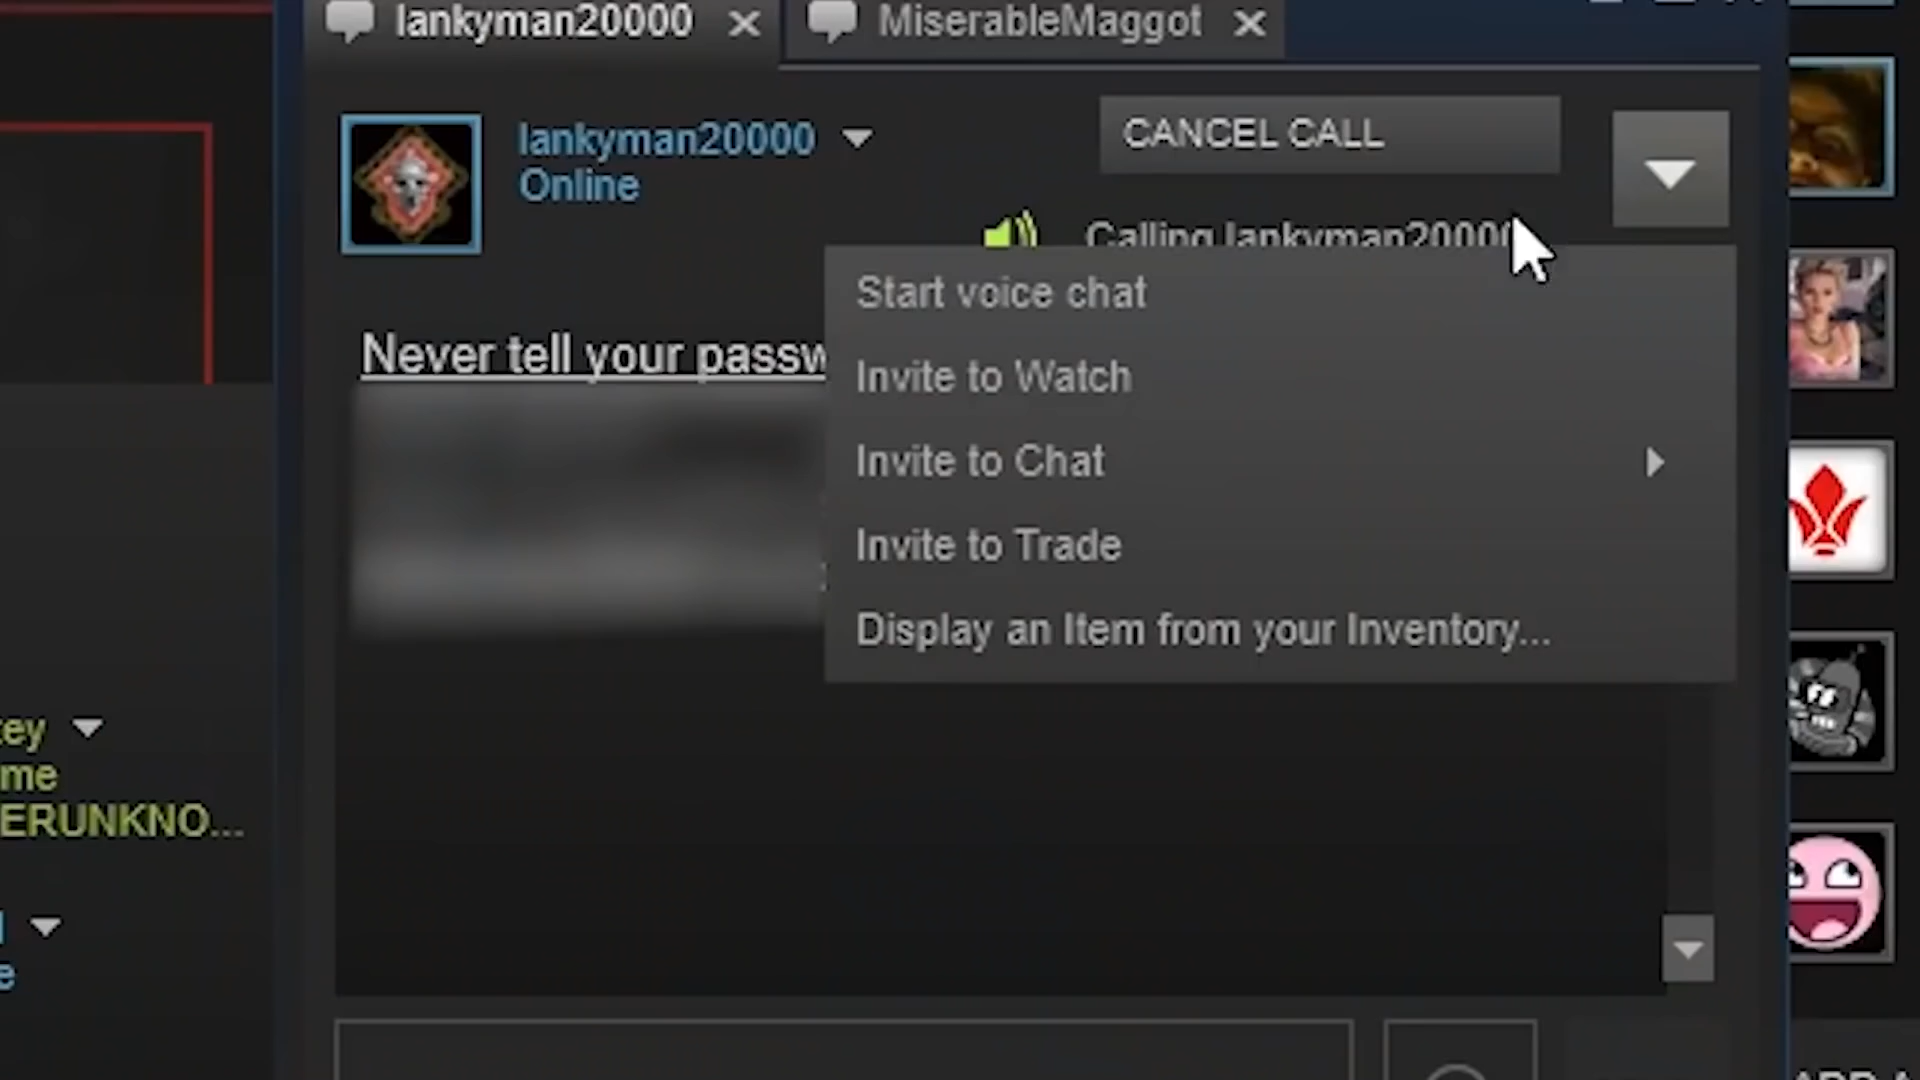 lankyman20000
MiserableMaggot
lankyman20000
Online
CANCEL CALL
Calling lankyman20000
Start voice chat
Never tell your passw
Invite to Watch
Invite to Chat
Invite to Trade
Display an Item from your Inventory...
ey
me
ERUNKNO...
e